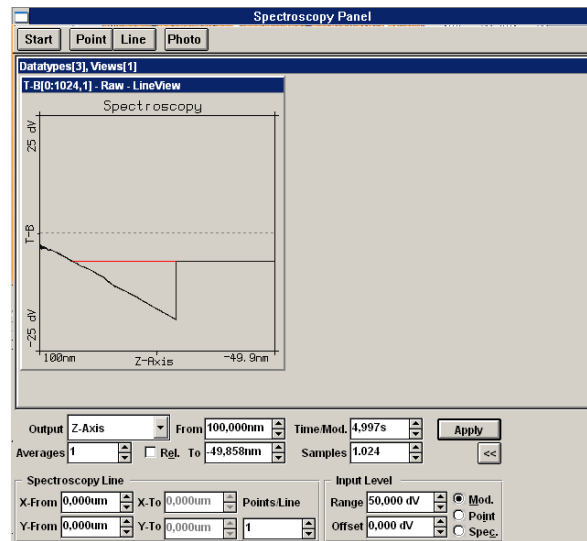 Spectroscopy Panel
Start Point Line Photo
Datatypes[3], Views[1]
T-B[0:1024,1] - Raw - LineView
Spectroscopy
25 dV
T-B
-25 dV
100nm Z-Axis -49.9nm
Output Z-Axis From 100,000nm Time/Mod. 4,997s Apply
Averages 1 Rel. To -49,858nm Samples 1.024 <<
Spectroscopy Line Input Level
X-From 0,000um X-To 0,000um Points/Line Range 50,000 dV Mod.
Y-From 0,000um Y-To 0,000um 1 Offset 0,000 dV Point
Spec.